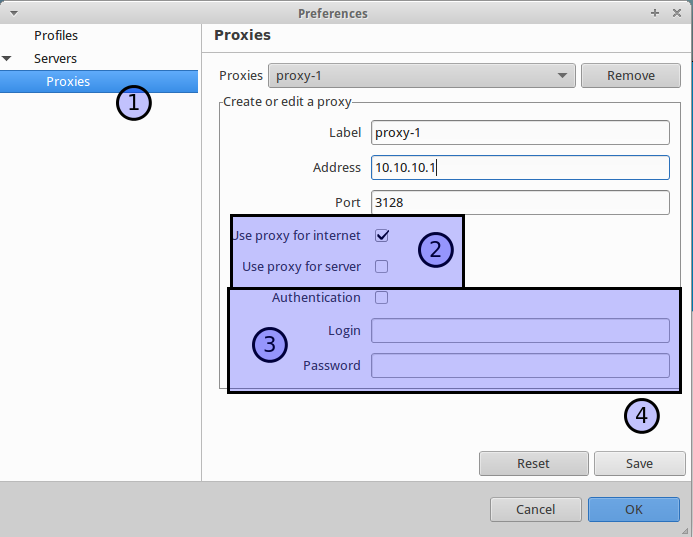 Preferences
Profiles
Servers
Proxies
1
Proxies
Proxies proxy-1 Remove
Create or edit a proxy
Label proxy-1
Address 10.10.10.1
Port 3128
Use proxy for internet
2
Use proxy for server
Authentication
Login
3
Password
4
Reset Save
Cancel OK